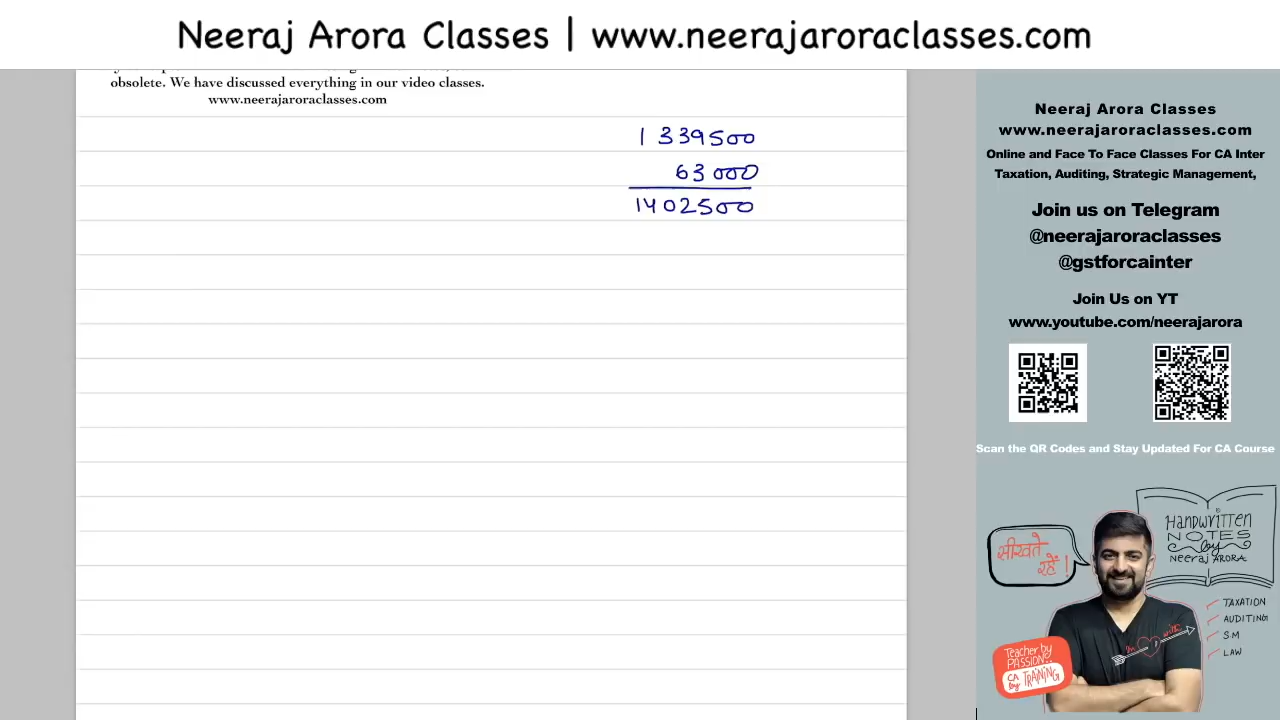 Neeraj Arora Classes | www.neerajaroraclasses.com
obsolete. We have discussed everything in our video classes.
www.neerajaroraclasses.com
1339500
63000
1402500
Neeraj Arora Classes
www.neerajaroraclasses.com
Online and Face To Face Classes For CA Inter
Taxation, Auditing, Strategic Management,
Join us on Telegram
@neerajaroraclasses
@gstforcainter
Join Us on YT
www.youtube.com/neerajarora
Scan the QR Codes and Stay Updated For CA Course
HANDWRITTEN
NOTES
by
Neeraj ARORA
सीखते
रहें !
TAXATION
AUDITING
S.M
LAW
Teacher by
PASSION
CA
by TRAINING